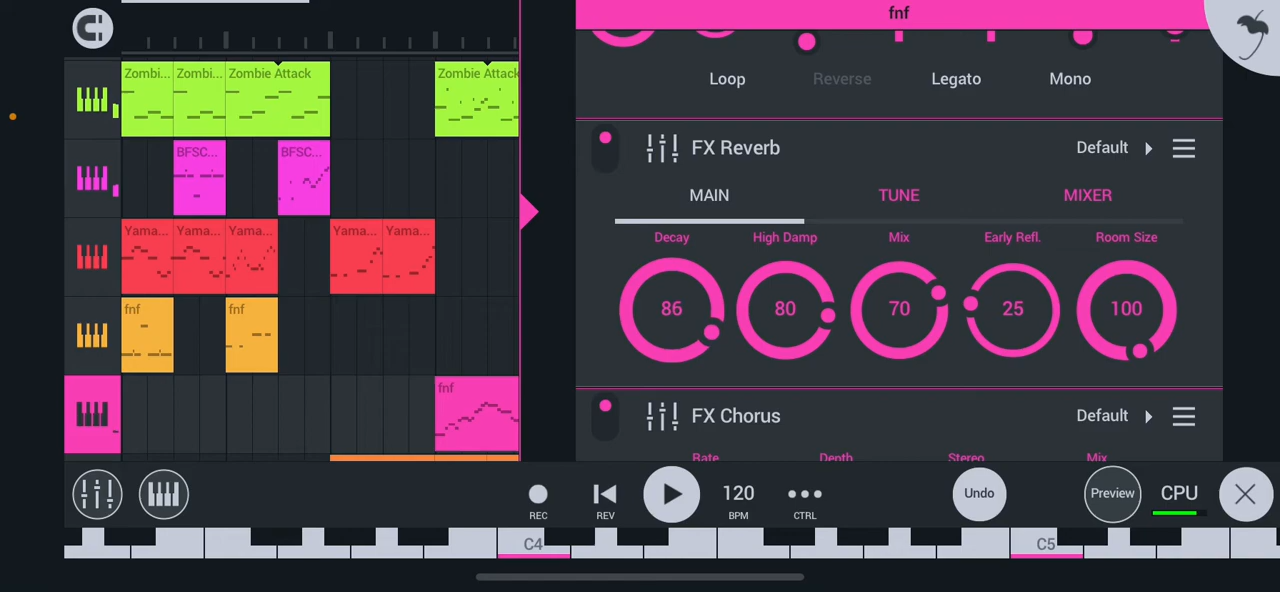 fnf
Loop
Reverse
Legato
Mono
Zombi...
Zombi...
Zombie Attack
Zombie Attack
FX Reverb
Default
BFSC...
BFSC...
MAIN
TUNE
MIXER
Decay
High Damp
Mix
Early Refl.
Room Size
Yama...
Yama...
Yama...
Yama...
Yama...
86
80
70
25
100
fnf
fnf
fnf
FX Chorus
Default
Rate
Depth
Stereo
Mix
REC
REV
120
BPM
CTRL
Undo
Preview
CPU
C4
C5